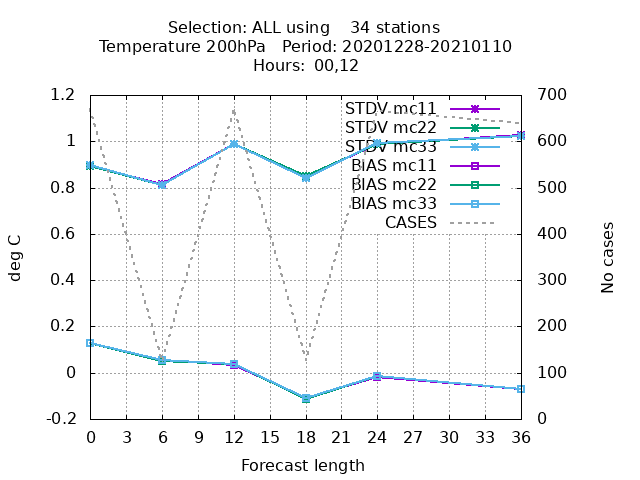 Selection: ALL using    34 stations
Temperature 200hPa   Period: 20201228-20210110
Hours:  00,12
1.2
1
0.8
0.6
0.4
0.2
0
-0.2
deg C
700
600
500
400
300
200
100
0
No cases
STDV mc11
STDV mc22
STDV mc33
BIAS mc11
BIAS mc22
BIAS mc33
CASES
0 3 6 9 12 15 18 21 24 27 30 33 36
Forecast length